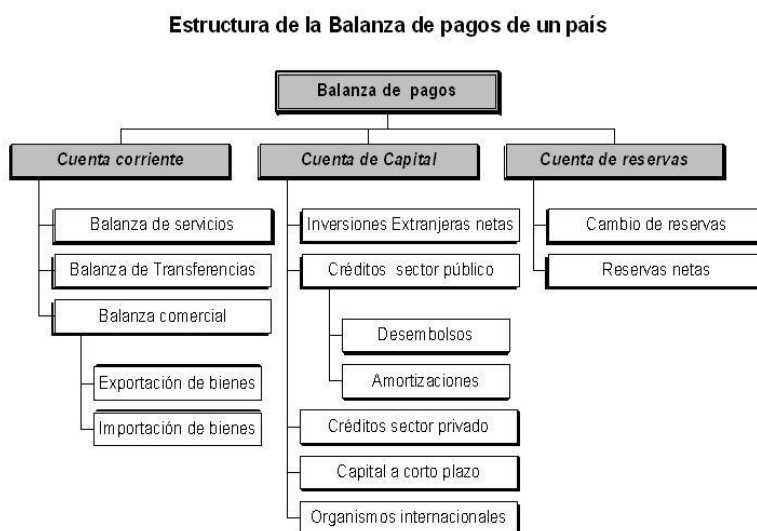 Estructura de la Balanza de pagos de un país
Balanza de pagos
Cuenta corriente
Balanza de servicios
Balanza de Transferencias
Balanza comercial
Exportación de bienes
Importación de bienes
Cuenta de Capital
Inversiones Extranjeras netas
Créditos sector público
Desembolsos
Amortizaciones
Créditos sector privado
Capital a corto plazo
Organismos internacionales
Cuenta de reservas
Cambio de reservas
Reservas netas